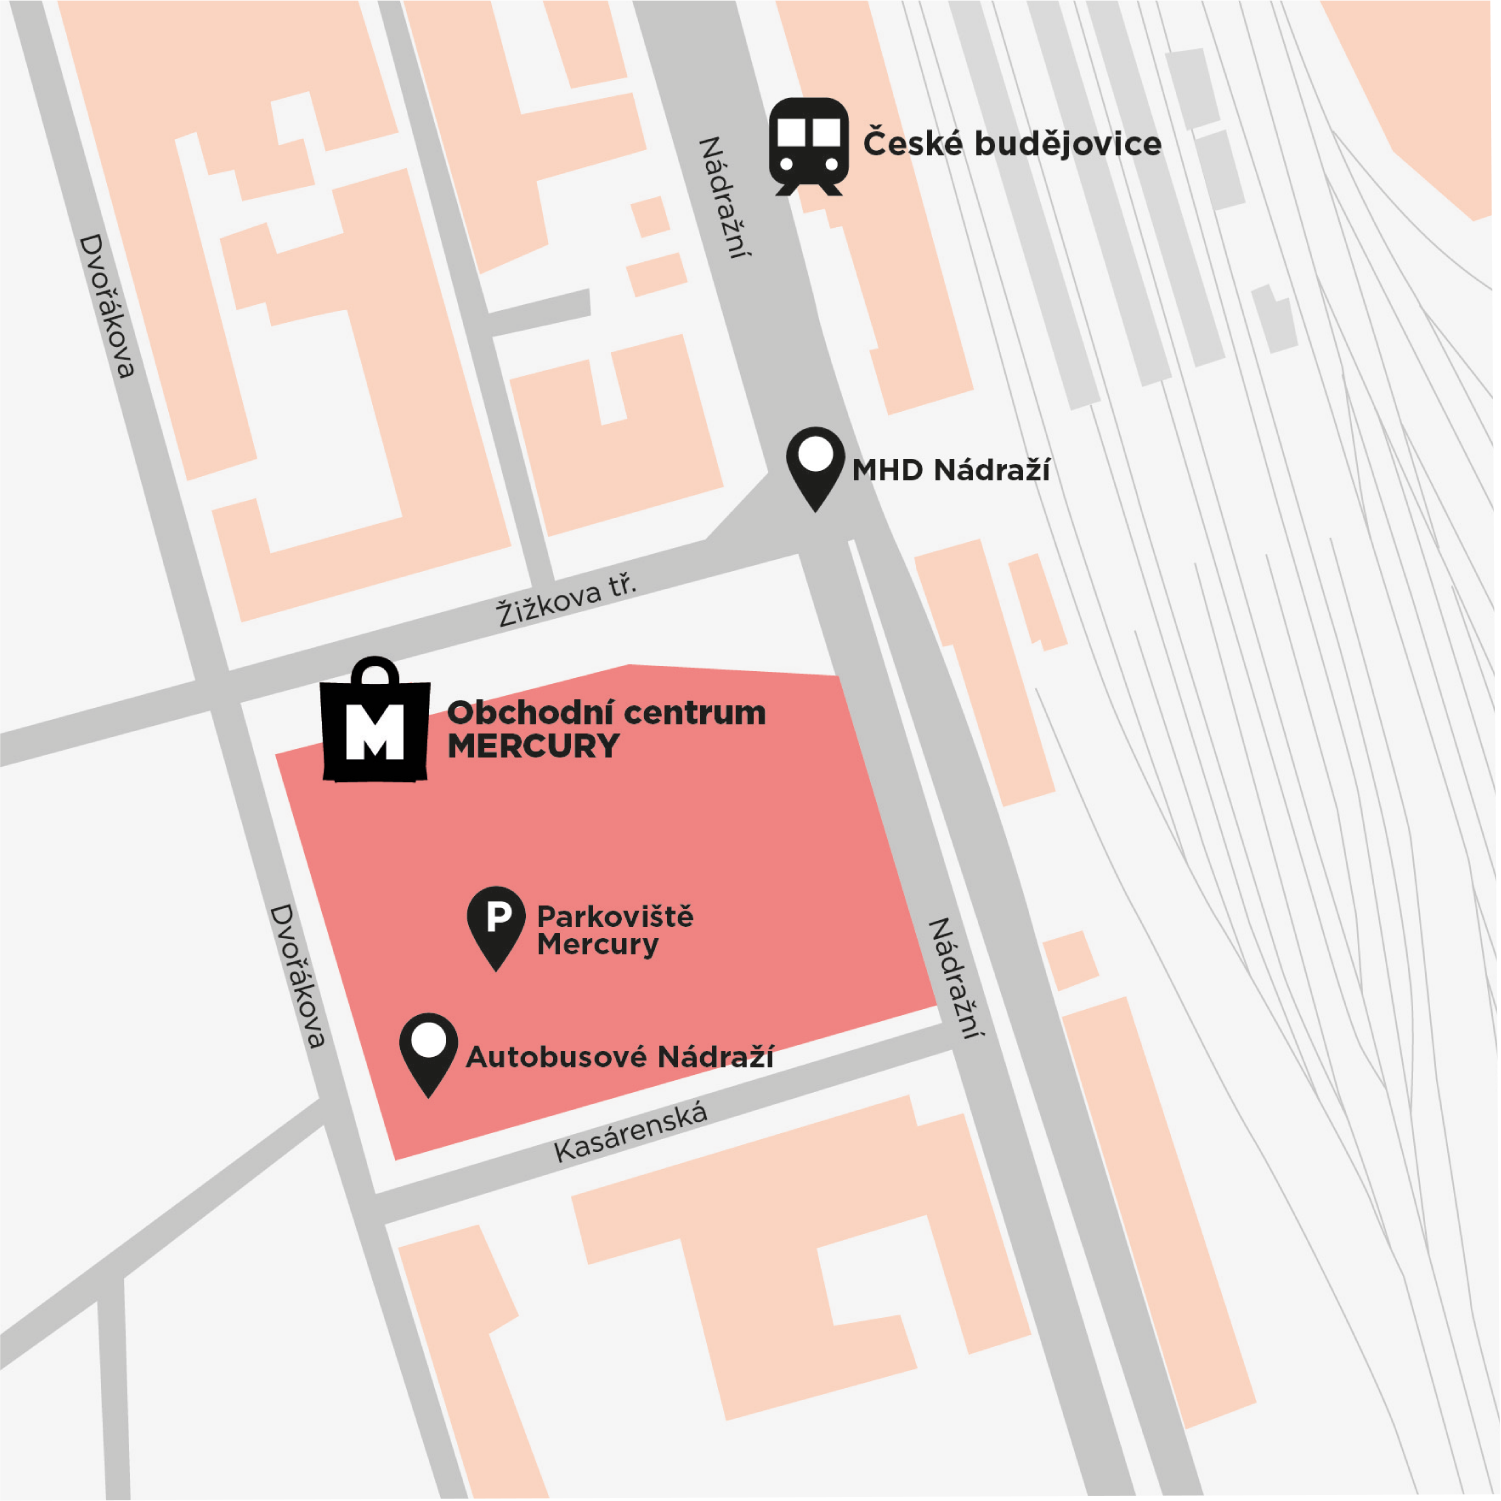 Nádražní
České budějovice
Dvořákova
MHD Nádraží
Žižkova tř.
M
Obchodní centrum
MERCURY
P
Parkoviště
Mercury
Dvořákova
Nádražní
Autobusové Nádraží
Kasárenská